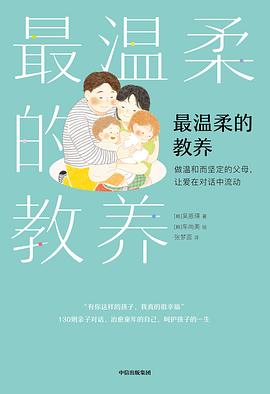 最温柔
的
教养
最温柔的
教养
做温和而坚定的父母，
让爱在对话中流动
[韩]吴恩瑛 著
[韩]车尚美 绘
张梦蕊 译
“有你这样的孩子，我真的很幸福”
130则亲子对话，治愈童年的自己，呵护孩子的一生
中信出版集团